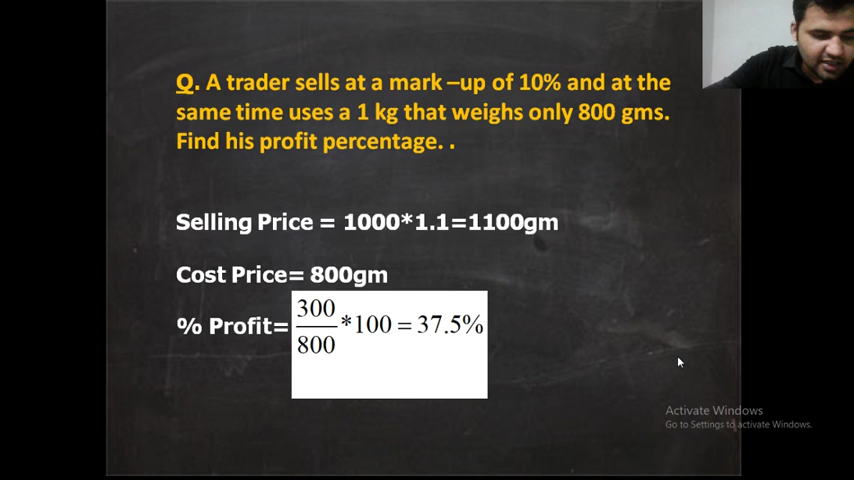 Q. A trader sells at a mark –up of 10% and at the
same time uses a 1 kg that weighs only 800 gms.
Find his profit percentage. .
Selling Price = 1000*1.1=1100gm
Cost Price= 800gm
% Profit= 300/800 *100 = 37.5%
Activate Windows
Go to Settings to activate Windows.